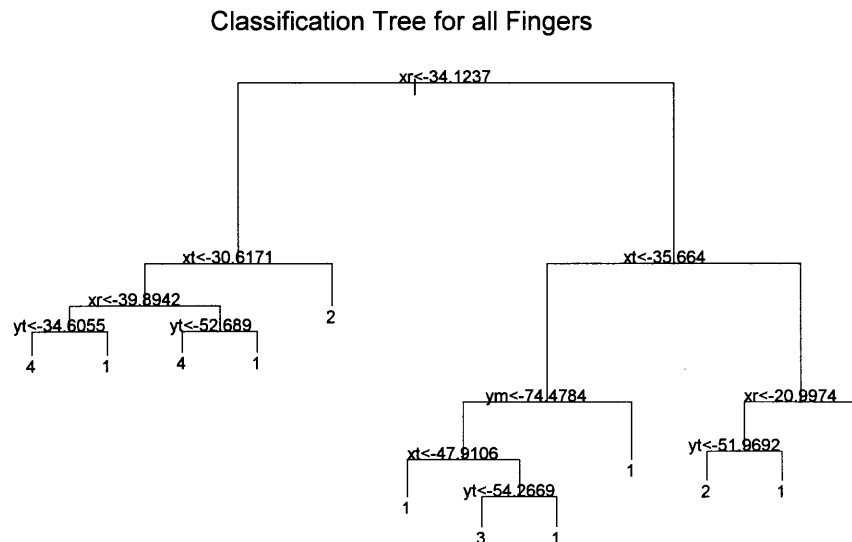 Classification Tree for all Fingers
xr<-34.1237
xt<-30.6171
xt<-35.664
xr<-39.8942
2
yt<-34.6055
yt<-52.689
4
1
4
1
ym<-74.4784
xr<-20.9974
xt<-47.9106
1
yt<-51.9692
1
yt<-54.2669
2
1
3
1